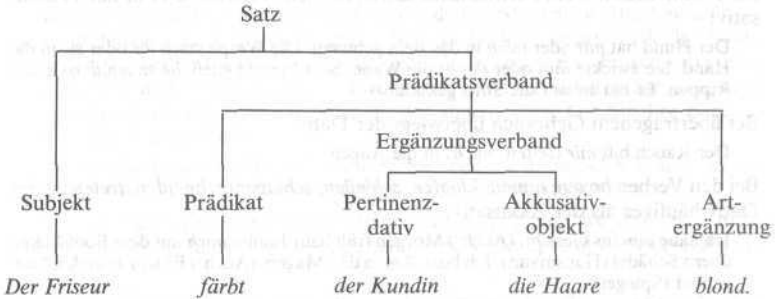 Satz
Prädikatsverband
Ergänzungsverband
Subjekt Prädikat Pertinenz- Akkusativ- Art-
dativ objekt ergänzung
Der Friseur färbt der Kundin die Haare blond.